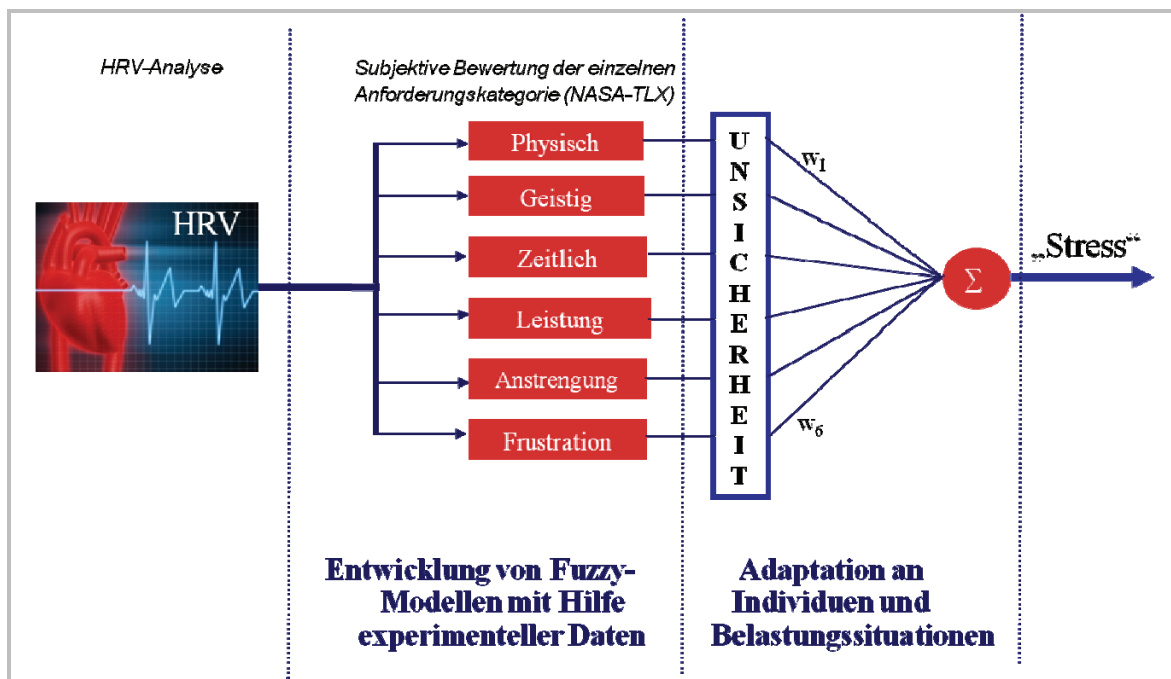 HRV-Analyse
Subjektive Bewertung der einzelnen
Anforderungskategorie (NASA-TLX)
HRV
Physisch
Geistig
Zeitlich
Leistung
Anstrengung
Frustration
UNSICHERHEIT
w1
w6
Σ
„Stress“
Entwicklung von Fuzzy-
Modellen mit Hilfe
experimenteller Daten
Adaptation an
Individuen und
Belastungssituationen